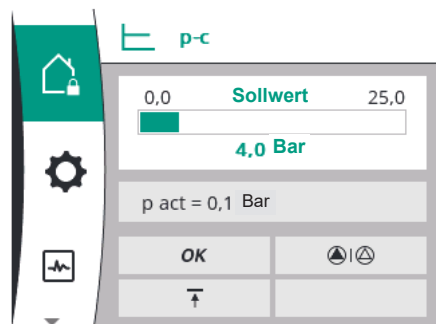 p-c
0,0 Sollwert 25,0
4,0 Bar
p act = 0,1 Bar
OK